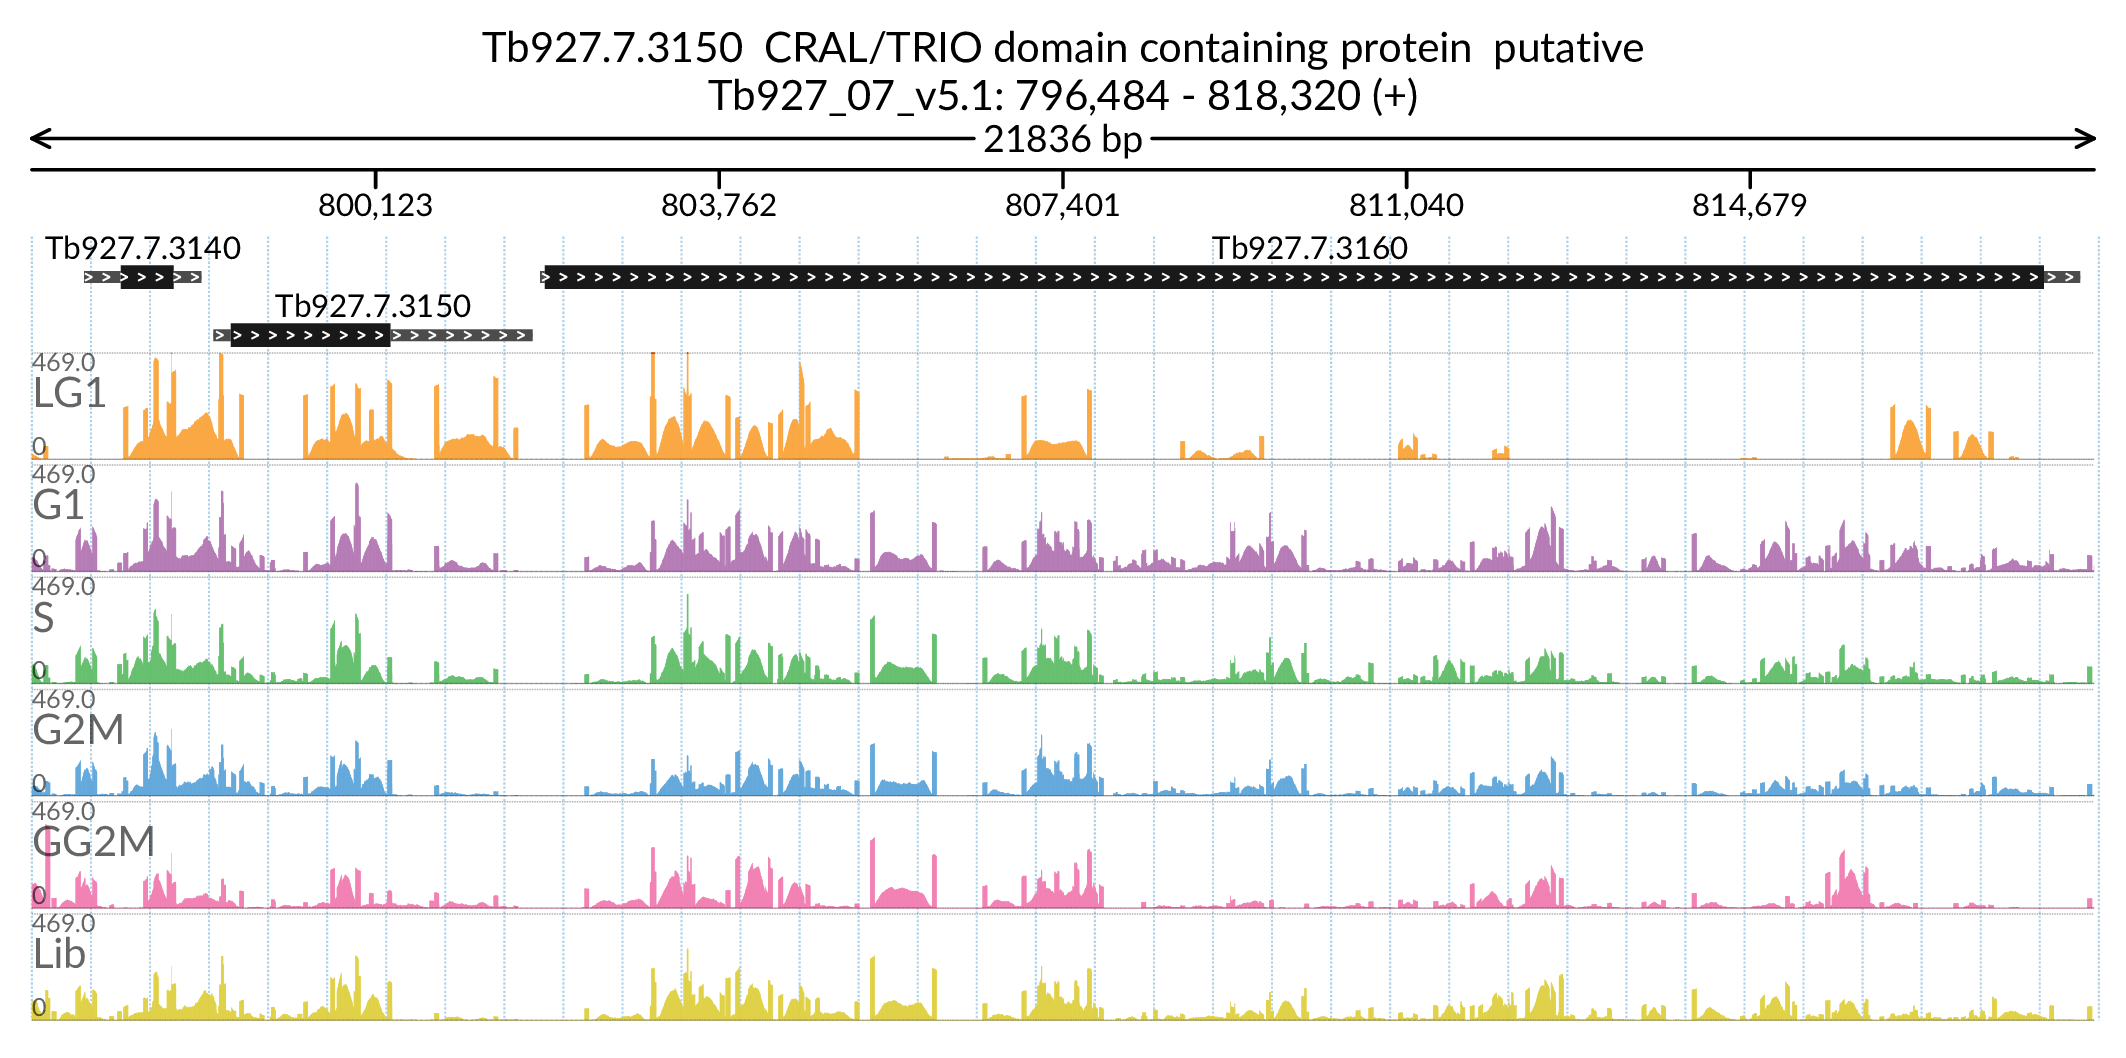 Tb927.7.3150  CRAL/TRIO domain containing protein  putative
Tb927_07_v5.1: 796,484 - 818,320 (+)
21836 bp
800,123 803,762 807,401 811,040 814,679
Tb927.7.3140 Tb927.7.3160
Tb927.7.3150
469.0
LG1
0
469.0
G1
0
469.0
S
0
469.0
G2M
0
469.0
GG2M
0
469.0
Lib
0